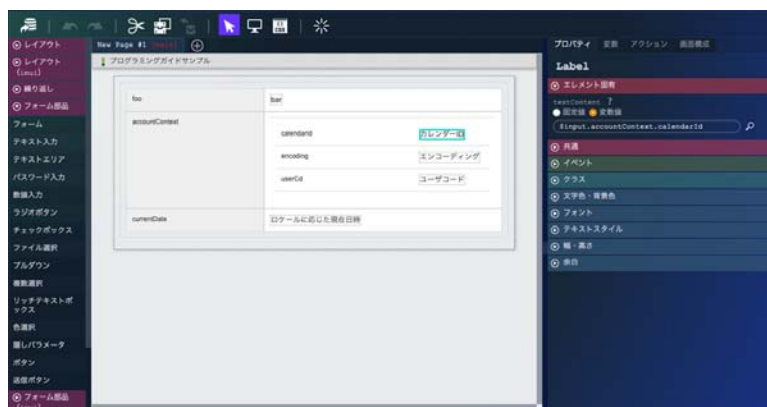 New Page #1
プロパティ 変数 アクション 画面構成
レイアウト
レイアウト
(imui)
繰り返し
フォーム部品
フォーム
テキスト入力
テキストエリア
パスワード入力
数値入力
ラジオボタン
チェックボックス
ファイル選択
プルダウン
複数選択
リッチテキストボ
ックス
色選択
隠しパラメータ
ボタン
送信ボタン
フォーム部品
プログラミングガイドサンプル
foo bar
accountContext
calendarId カレンダーID
encoding エンコーディング
userCd ユーザコード
currentDate ロケールに応じた現在日時
Label
エレメント固有
textContent ?
固定値 変数値
$input.accountContext.calendarId
共通
イベント
クラス
文字色・背景色
フォント
テキストスタイル
幅・高さ
余白